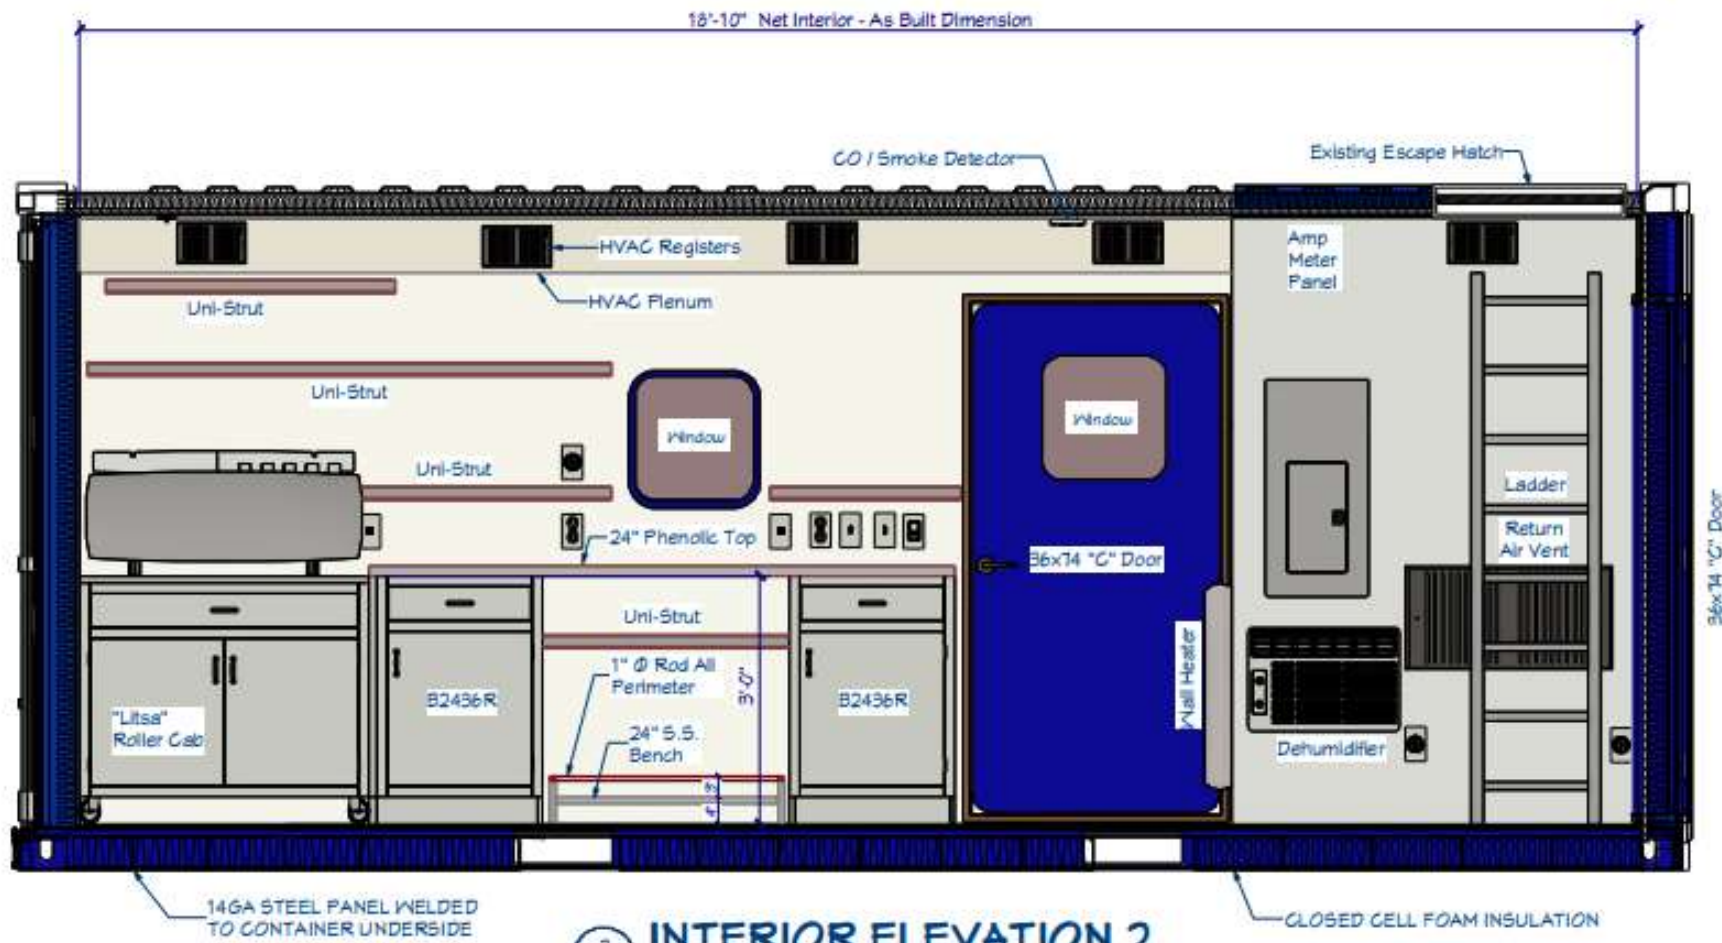 18'-10" Net Interior - As Built Dimension
CO / Smoke Detector
Existing Escape Hatch
HVAC Registers
Amp
Meter
Panel
HVAC Plenum
Uni-Strut
Uni-Strut
Window
Window
Uni-Strut
Ladder
24" Phenolic Top
Return
Air Vent
36x74 "C" Door
36x74 "C" Door
Uni-Strut
1" Φ Rod All
Perimeter
3'-0"
Wall Heater
B2436R
B2436R
"Litsa"
Roller Cab
24" S.S.
Bench
Dehumidifier
14GA STEEL PANEL WELDED
TO CONTAINER UNDERSIDE
INTERIOR ELEVATION 2
CLOSED CELL FOAM INSULATION